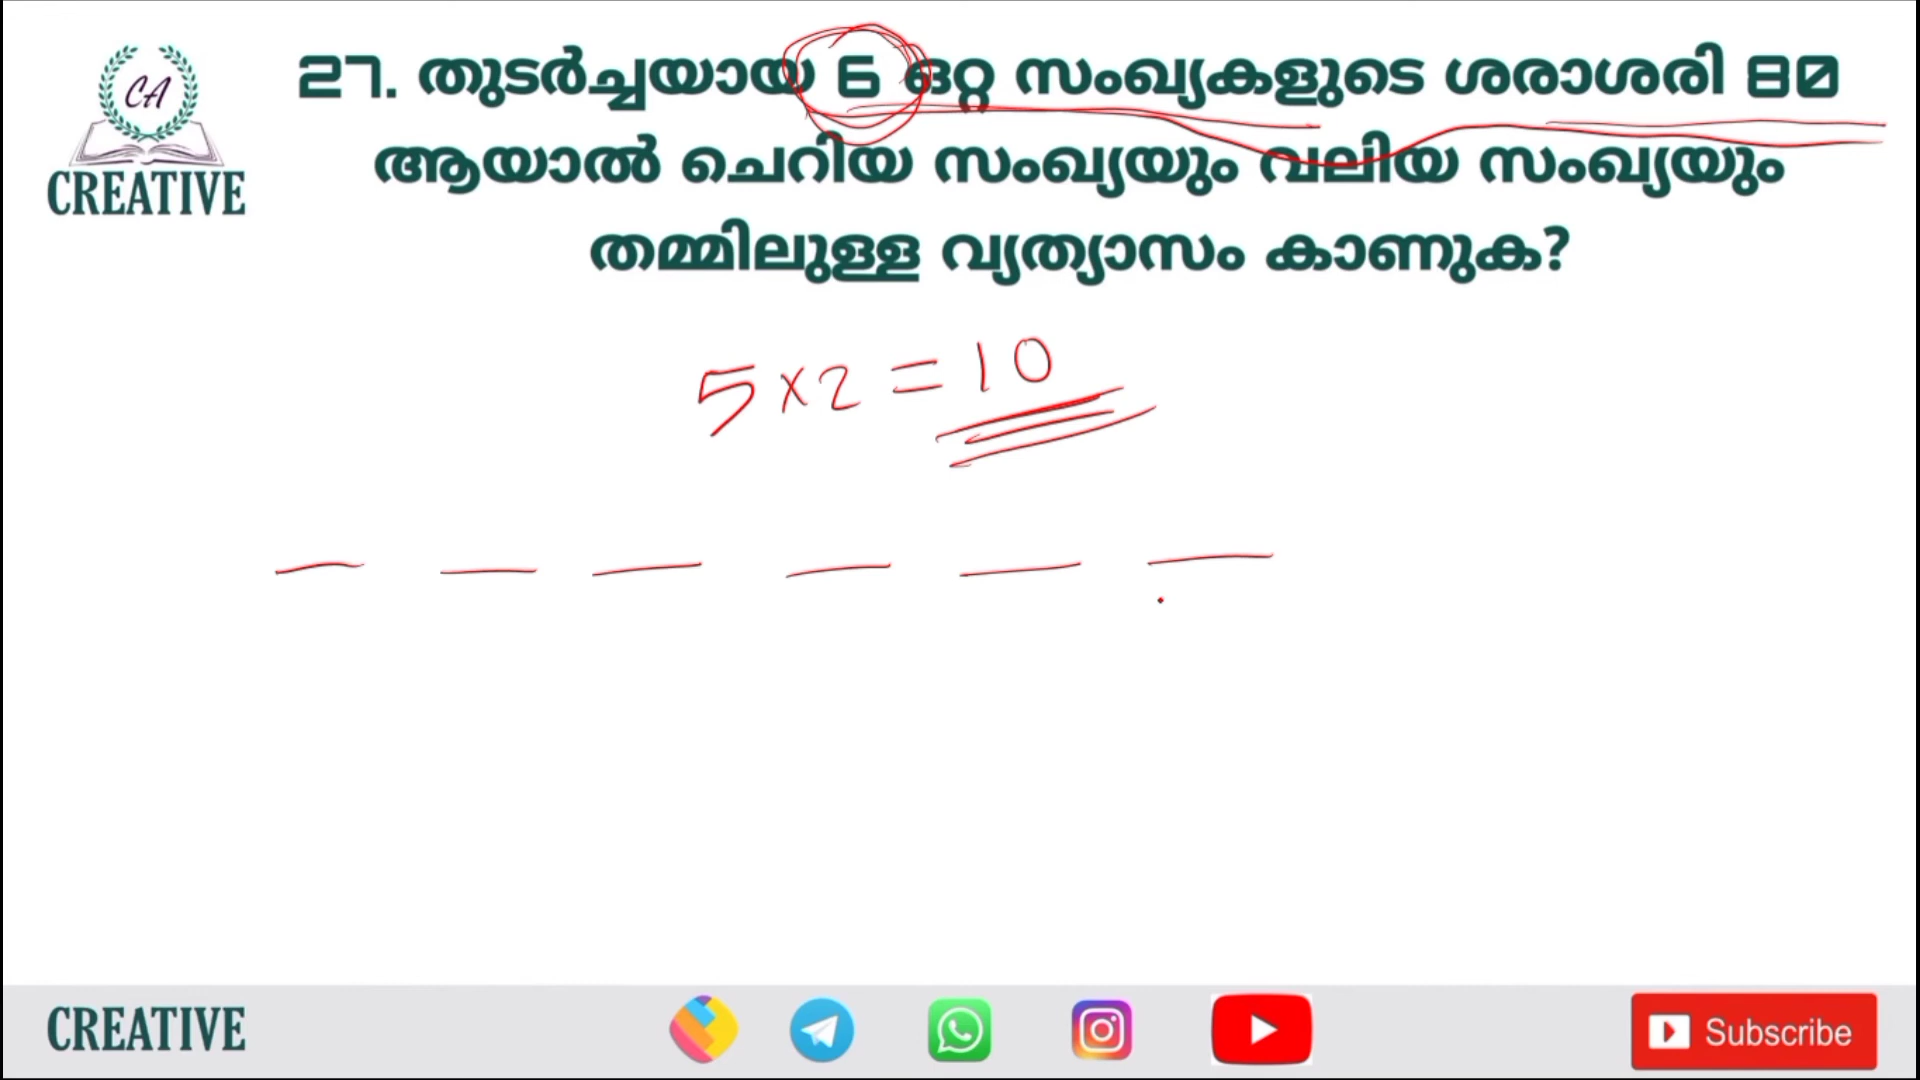 CA
CREATIVE
27. തുടർച്ചയായ 6 ഒറ്റ സംഖ്യകളുടെ ശരാശരി 80
ആയാൽ ചെറിയ സംഖ്യയും വലിയ സംഖ്യയും
തമ്മിലുള്ള വ്യത്യാസം കാണുക?
5 x 2 = 10
CREATIVE
Subscribe